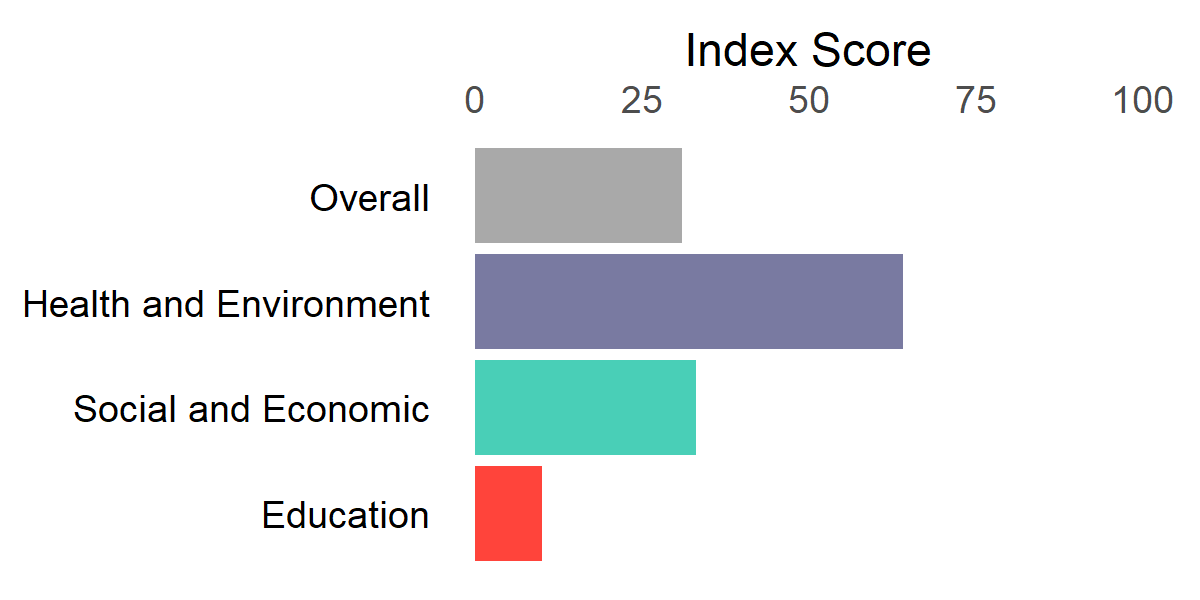 Index Score
0 25 50 75 100
Overall
Health and Environment
Social and Economic
Education